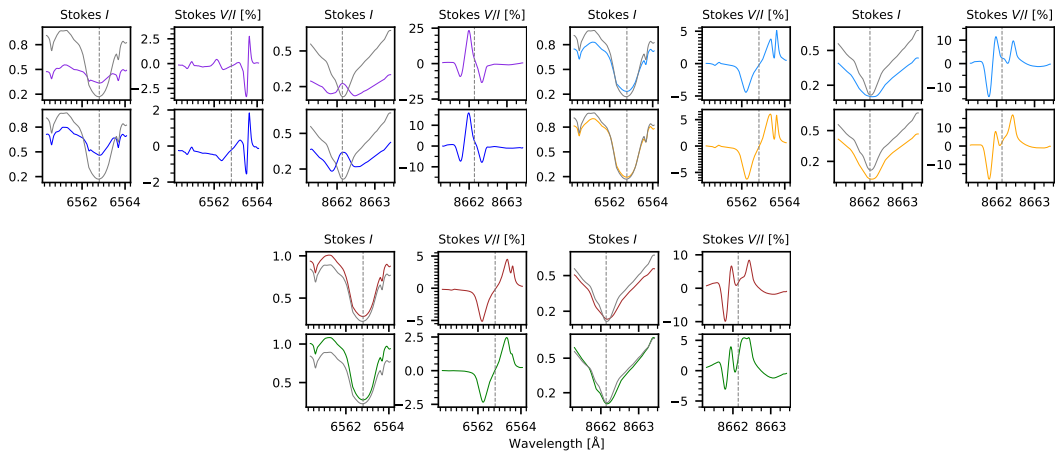 Stokes I Stokes V/I [%] Stokes I Stokes V/I [%] Stokes I Stokes V/I [%] Stokes I Stokes V/I [%]
0.8 0.5 0.2 2.5 0.0 −2.5 0.5 0.2 25 0 −25 0.8 0.5 0.2 5 0 −5 0.5 0.2 10 0 −10
0.8 0.5 0.2 2 0 −2 0.5 0.2 10 0 −10 0.8 0.5 0.2 5 0 −5 0.5 0.2 10 0 −10
6562 6564 6562 6564 8662 8663 8662 8663 6562 6564 6562 6564 8662 8663 8662 8663
Stokes I Stokes V/I [%] Stokes I Stokes V/I [%]
1.0 0.5 5 0 −5 0.5 0.2 10 0 −10
1.0 0.5 2.5 0.0 −2.5 0.5 0.2 5 0 −5
6562 6564 6562 6564 8662 8663 8662 8663
Wavelength [Å]